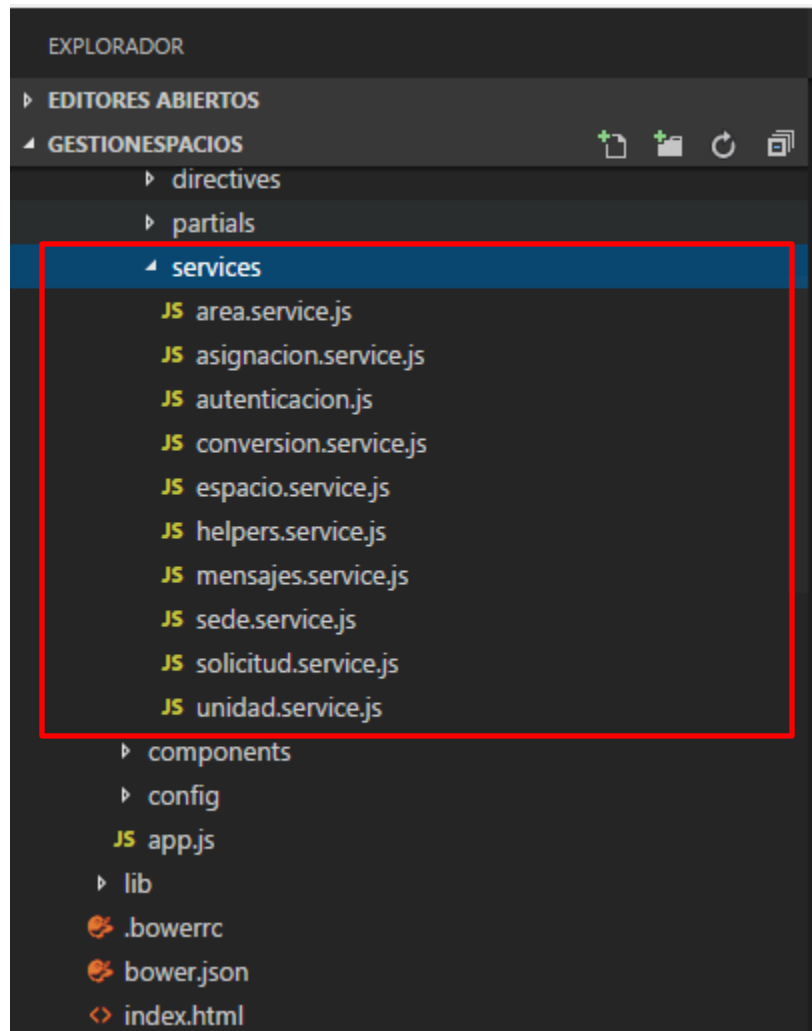 EXPLORADOR
EDITORES ABIERTOS
GESTIONESPACIOS
directives
partials
services
JS area.service.js
JS asignacion.service.js
JS autenticacion.js
JS conversion.service.js
JS espacio.service.js
JS helpers.service.js
JS mensajes.service.js
JS sede.service.js
JS solicitud.service.js
JS unidad.service.js
components
config
JS app.js
lib
.bowerrc
bower.json
<> index.html